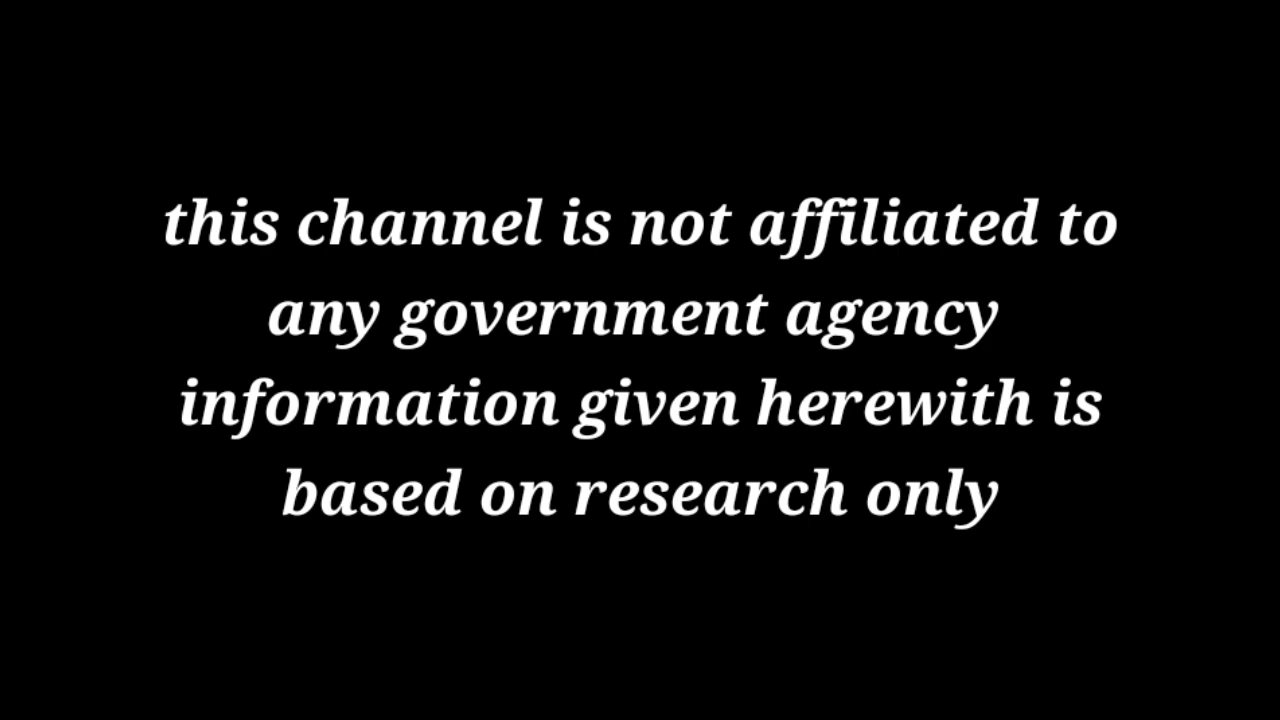 this channel is not affiliated to
any government agency
information given herewith is
based on research only